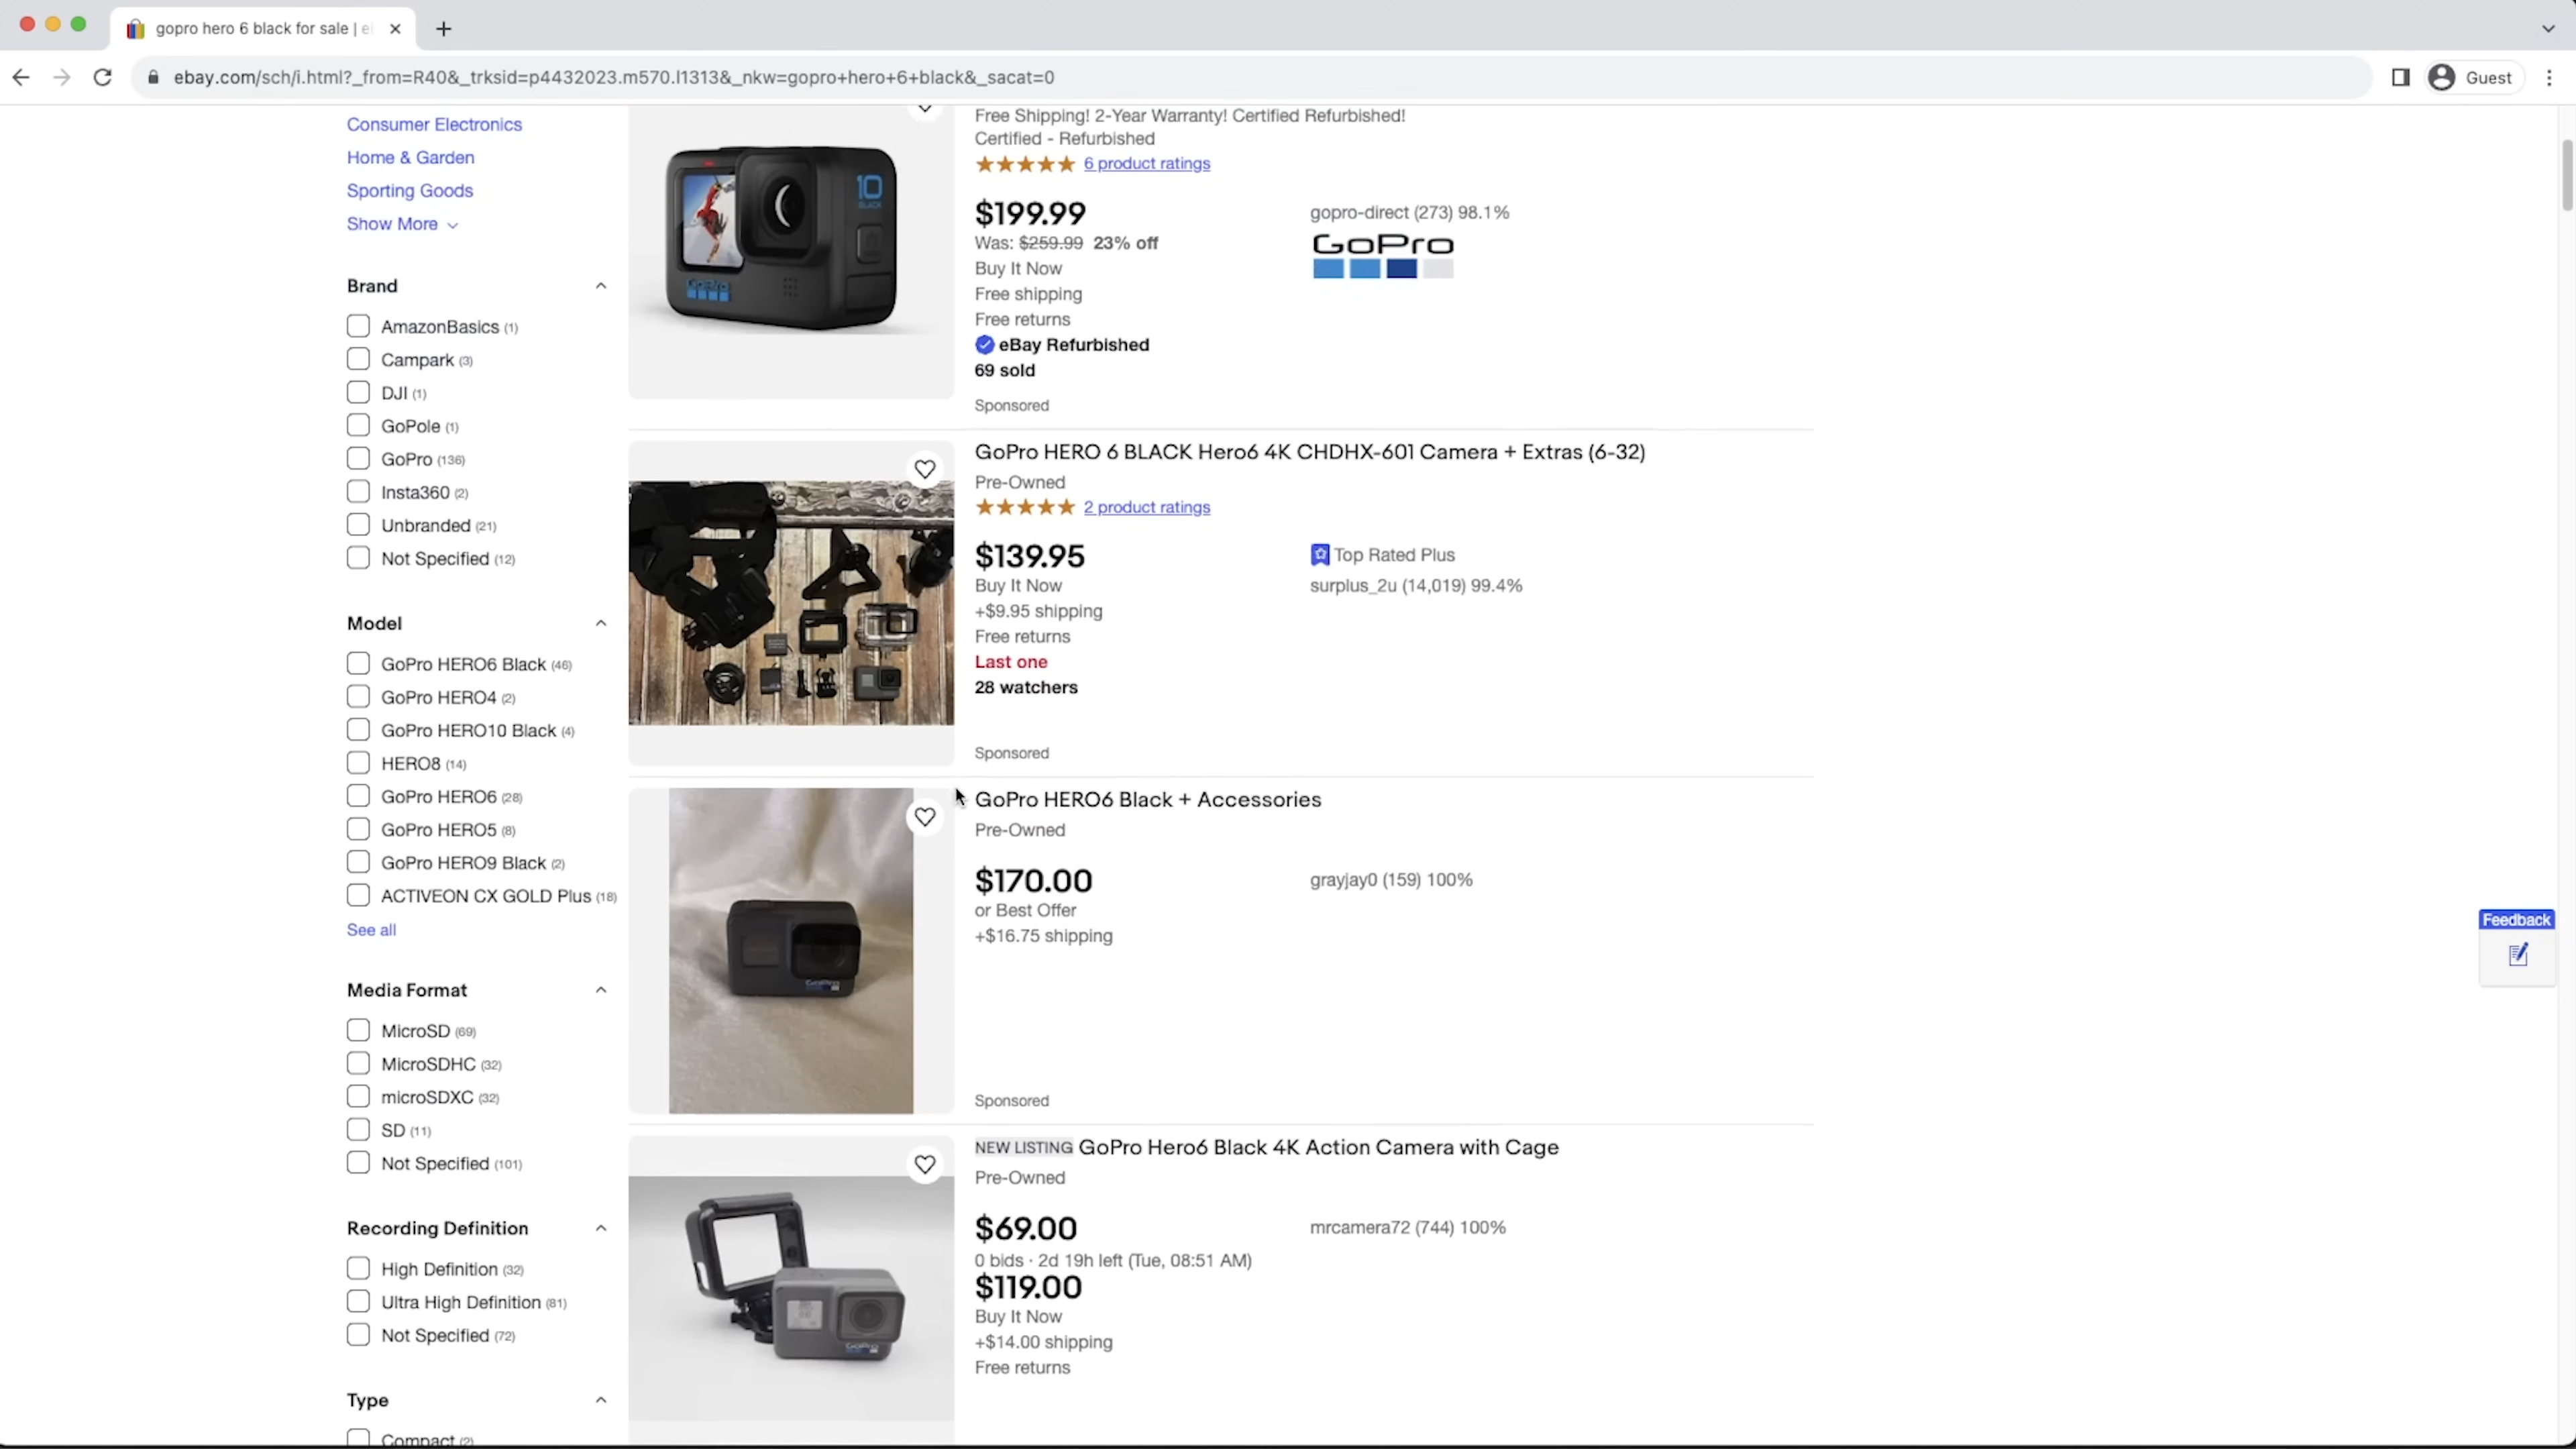 gopro hero 6 black for sale | e
ebay.com/sch/i.html?_from=R40&_trksid=p4432023.m570.l1313&_nkw=gopro+hero+6+black&_sacat=0
Guest
Consumer Electronics
Home & Garden
Sporting Goods
Show More
Brand
AmazonBasics (1)
Campark (3)
DJI (1)
GoPole (1)
GoPro (136)
Insta360 (2)
Unbranded (21)
Not Specified (12)
Model
GoPro HERO6 Black (46)
GoPro HERO4 (2)
GoPro HERO10 Black (4)
HERO8 (14)
GoPro HERO6 (28)
GoPro HERO5 (8)
GoPro HERO9 Black (2)
ACTIVEON CX GOLD Plus (18)
See all
Media Format
MicroSD (69)
MicroSDHC (32)
microSDXC (32)
SD (11)
Not Specified (101)
Recording Definition
High Definition (32)
Ultra High Definition (81)
Not Specified (72)
Type
Compact (2)
10
BLACK
GoPro
Free Shipping! 2-Year Warranty! Certified Refurbished!
Certified - Refurbished
6 product ratings
$199.99
Was: $259.99 23% off
Buy It Now
Free shipping
Free returns
eBay Refurbished
69 sold
Sponsored
gopro-direct (273) 98.1%
GoPro
GoPro HERO 6 BLACK Hero6 4K CHDHX-601 Camera + Extras (6-32)
Pre-Owned
2 product ratings
$139.95
Buy It Now
+$9.95 shipping
Free returns
Last one
28 watchers
Sponsored
Top Rated Plus
surplus_2u (14,019) 99.4%
GoPro HERO6 Black + Accessories
Pre-Owned
$170.00
or Best Offer
+$16.75 shipping
Sponsored
grayjay0 (159) 100%
GoPro
NEW LISTING GoPro Hero6 Black 4K Action Camera with Cage
Pre-Owned
$69.00
0 bids · 2d 19h left (Tue, 08:51 AM)
$119.00
Buy It Now
+$14.00 shipping
Free returns
mrcamera72 (744) 100%
GoPro
Feedback